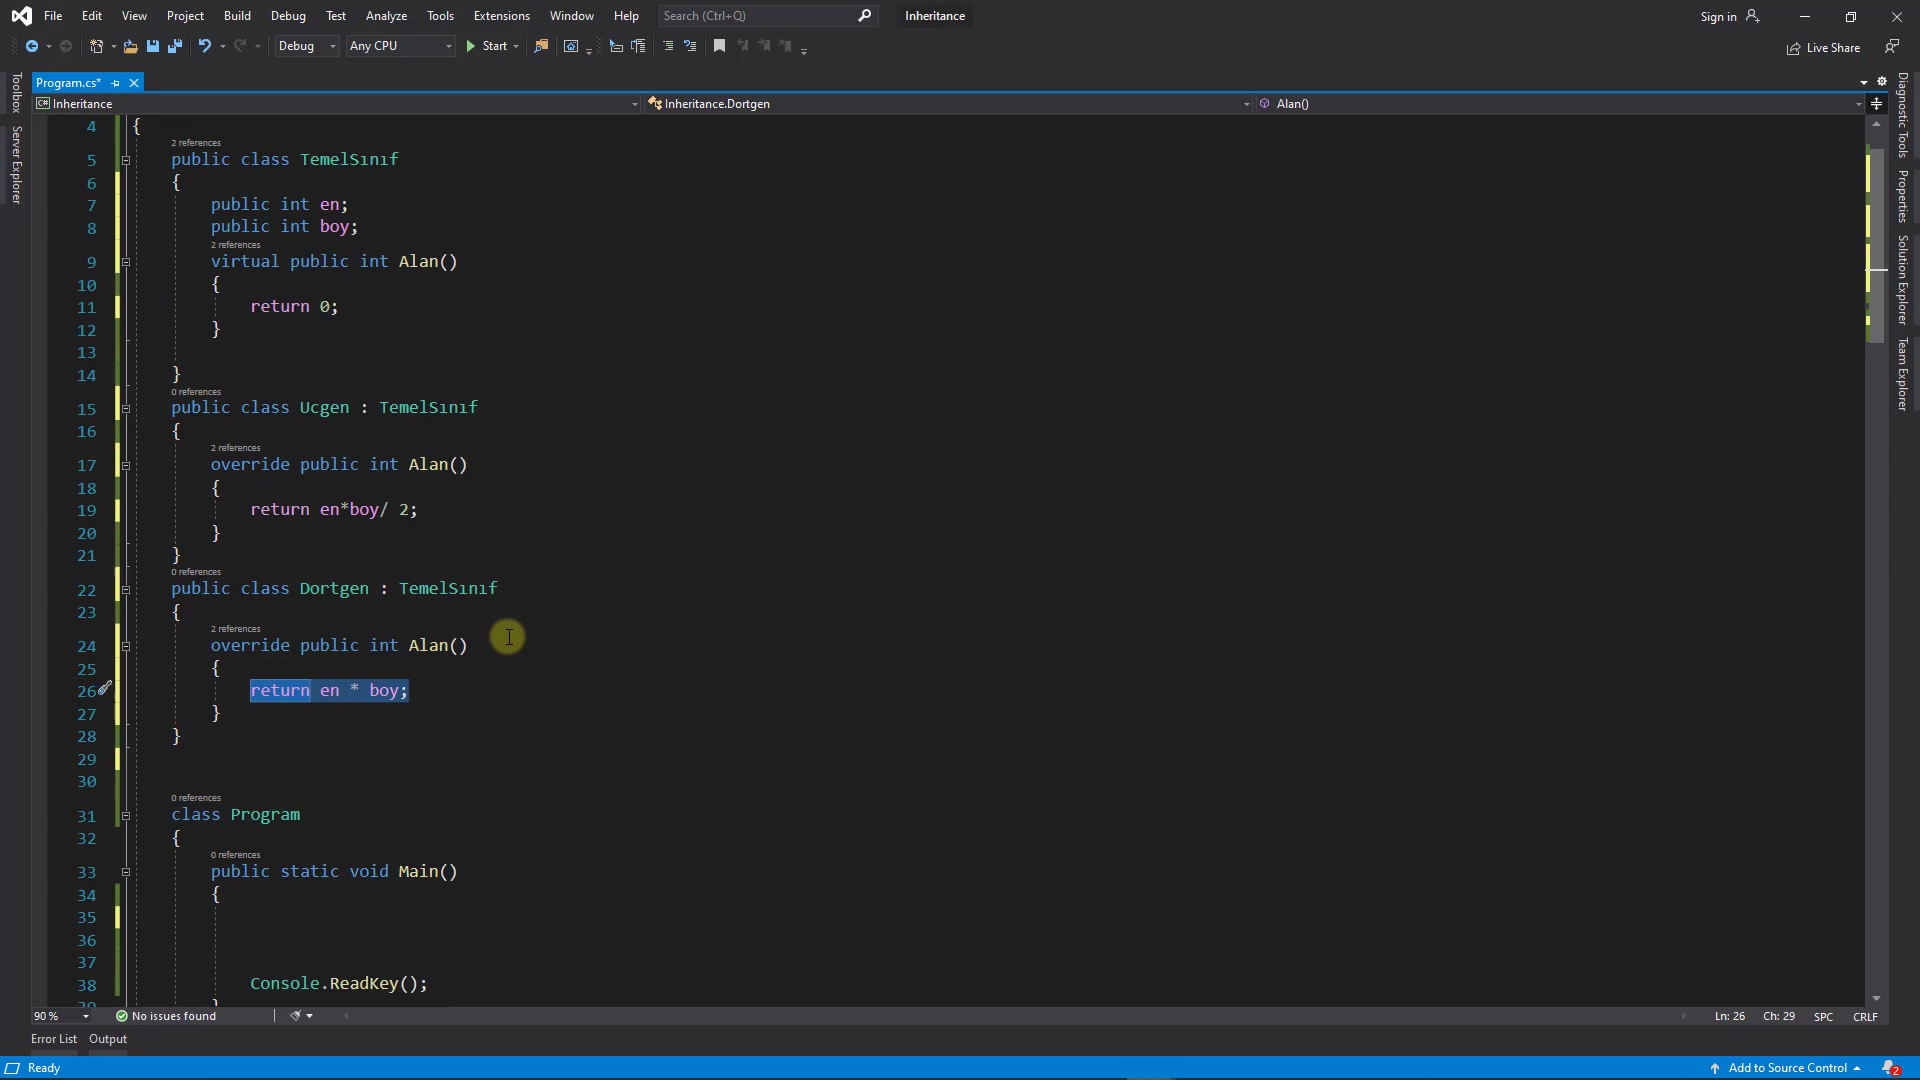 File Edit View Project Build Debug Test Analyze Tools Extensions Window Help Search (Ctrl+Q) Inheritance Sign in
Debug Any CPU Start Live Share
Program.cs*
Inheritance Inheritance.Dortgen Alan()
Toolbox
Server Explorer
Diagnostic Tools
Properties
Solution Explorer
Team Explorer
4 {
2 references
5 public class TemelSınıf
6 {
7 public int en;
8 public int boy;
2 references
9 virtual public int Alan()
10 {
11 return 0;
12 }
13
14 }
0 references
15 public class Ucgen : TemelSınıf
16 {
2 references
17 override public int Alan()
18 {
19 return en*boy/ 2;
20 }
21 }
0 references
22 public class Dortgen : TemelSınıf
23 {
2 references
24 override public int Alan()
25 {
26 return en * boy;
27 }
28 }
29
30
0 references
31 class Program
32 {
0 references
33 public static void Main()
34 {
35
36
37
38 Console.ReadKey();
39 }
90 % No issues found Ln: 26 Ch: 29 SPC CRLF
Error List Output
Ready Add to Source Control 2